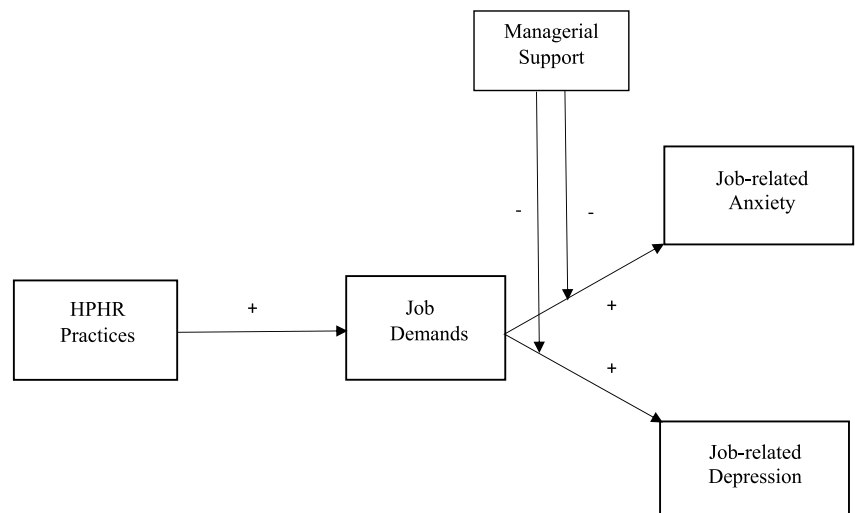 Managerial
Support
Job-related
Anxiety
-
-
HPHR
Practices
+
Job
Demands
+
+
Job-related
Depression